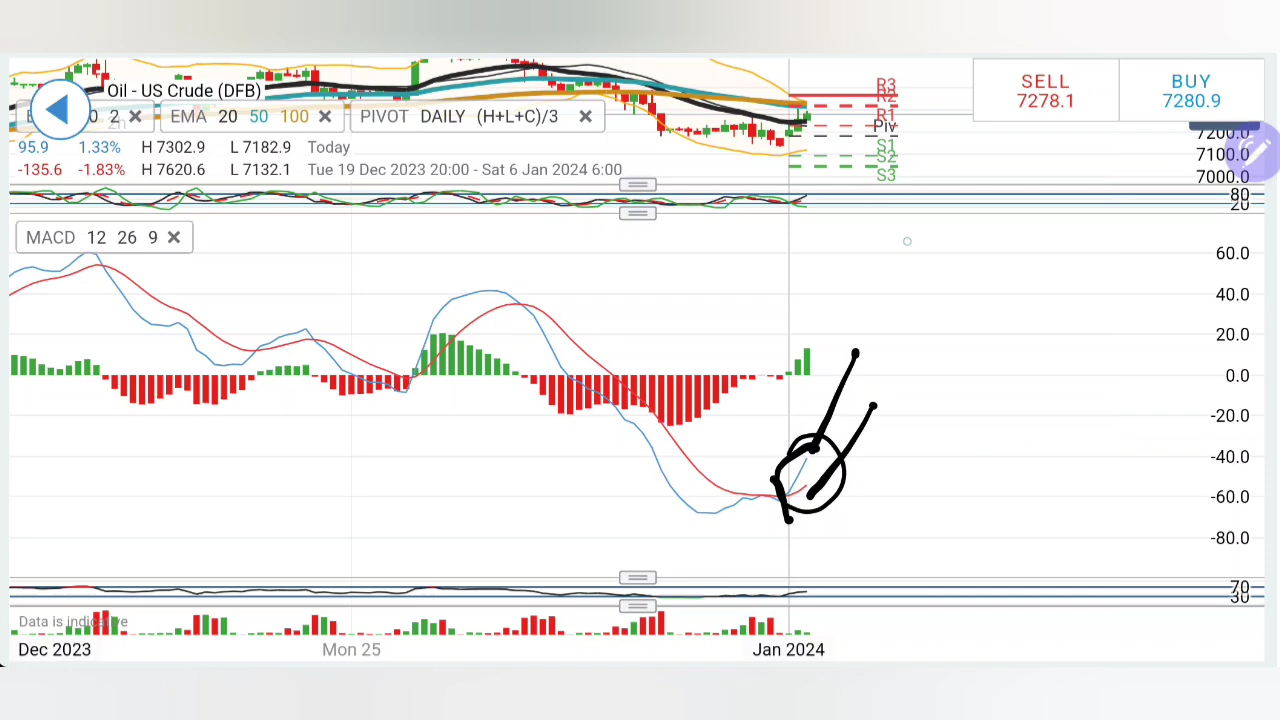 Oil - US Crude (DFB)
SELL
7278.1
BUY
7280.9
EMA 20 50 100
PIVOT DAILY (H+L+C)/3
95.9 1.33% H 7302.9 L 7182.9 Today
-135.6 -1.83% H 7620.6 L 7132.1 Tue 19 Dec 2023 20:00 - Sat 6 Jan 2024 6:00
R3
R2
R1
Piv
S1
S2
S3
7200.0
7100.0
7000.0
80
20
MACD 12 26 9
60.0
40.0
20.0
0.0
-20.0
-40.0
-60.0
-80.0
70
30
Data is indicative
Dec 2023 Mon 25 Jan 2024